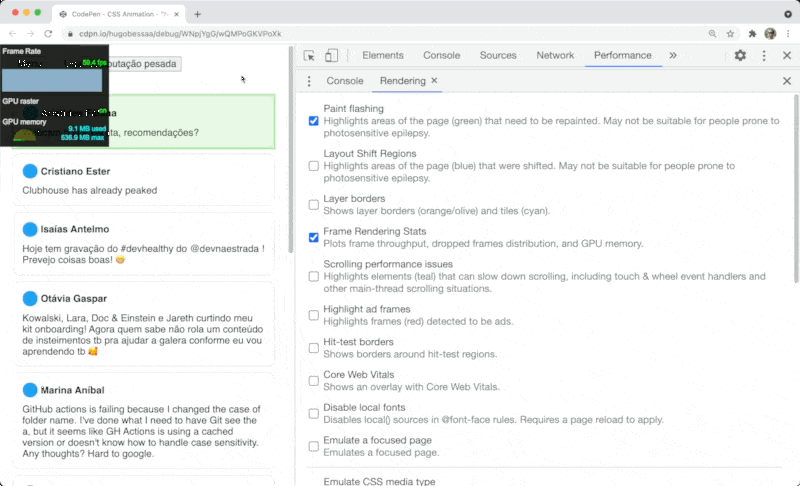 CodePen - CSS Animation - "h
cdpn.io/hugobessaa/debug/WNpjYgG/wQMPoGKVPoXk
Frame Rate
59.4 fps
utação pesada
GPU raster
on
GPU memory
9.1 MB used
636.9 MB max
ta, recomendações?
Cristiano Ester
Clubhouse has already peaked
Isaías Antelmo
Hoje tem gravação do #devhealthy do @devnaestrada !
Prevejo coisas boas! 😁
Otávia Gaspar
Kowalski, Lara, Doc & Einstein e Jareth curtindo meu
kit onboarding! Agora quem sabe não rola um conteúdo
de insteimentos tb pra ajudar a galera conforme eu vou
aprendendo tb 🥰
Marina Aníbal
GitHub actions is failing because I changed the case of
folder name. I've done what I need to have Git see the
a, but it seems like GH Actions is using a cached
version or doesn't know how to handle case sensitivity.
Any thoughts? Hard to google.
Elements
Console
Sources
Network
Performance
»
Console
Rendering
Paint flashing
Highlights areas of the page (green) that need to be repainted. May not be suitable for people prone to
photosensitive epilepsy.
Layout Shift Regions
Highlights areas of the page (blue) that were shifted. May not be suitable for people prone to
photosensitive epilepsy.
Layer borders
Shows layer borders (orange/olive) and tiles (cyan).
Frame Rendering Stats
Plots frame throughput, dropped frames distribution, and GPU memory.
Scrolling performance issues
Highlights elements (teal) that can slow down scrolling, including touch & wheel event handlers and
other main-thread scrolling situations.
Highlight ad frames
Highlights frames (red) detected to be ads.
Hit-test borders
Shows borders around hit-test regions.
Core Web Vitals
Shows an overlay with Core Web Vitals.
Disable local fonts
Disables local() sources in @font-face rules. Requires a page reload to apply.
Emulate a focused page
Emulates a focused page.
Emulate CSS media type